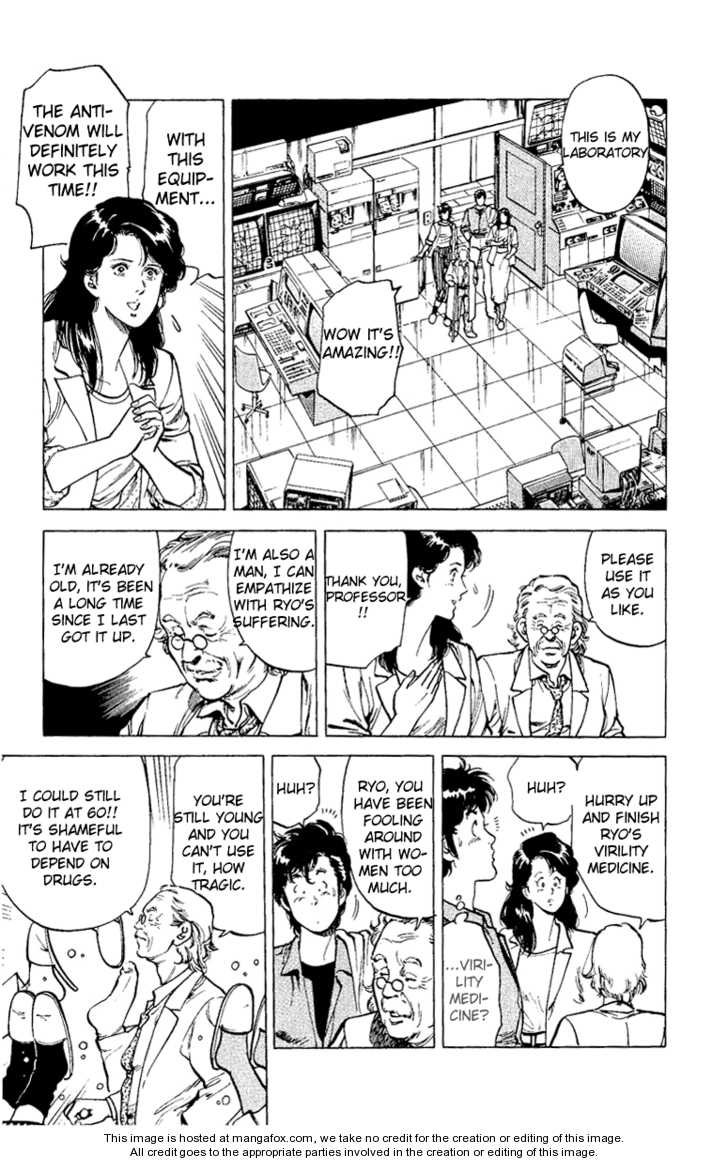 THIS IS MY
LABORATORY
WOW IT'S
AMAZING!!
WITH
THIS
EQUIP-
MENT...
THE ANTI-
VENOM WILL
DEFINITELY
WORK THIS
TIME!!
PLEASE
USE IT
AS YOU
LIKE.
THANK YOU,
PROFESSOR
!!
I'M ALSO A
MAN, I CAN
EMPATHIZE
WITH RYO'S
SUFFERING.
I'M ALREADY
OLD, IT'S BEEN
A LONG TIME
SINCE I LAST
GOT IT UP.
HURRY UP
AND FINISH
RYO'S
VIRILITY
MEDICINE.
HUH?
...VIRI-
LITY
MEDI-
CINE?
RYO, YOU
HAVE BEEN
FOOLING
AROUND
WITH WO-
MEN TOO
MUCH.
HUH?
YOU'RE
STILL YOUNG
AND YOU
CAN'T USE
IT, HOW
TRAGIC.
I COULD STILL
DO IT AT 60!!
IT'S SHAMEFUL
TO HAVE TO
DEPEND ON
DRUGS.
This image is hosted at mangafox.com, we take no credit for the creation or editing of this image.
All credit goes to the appropriate parties involved in the creation or editing of this image.